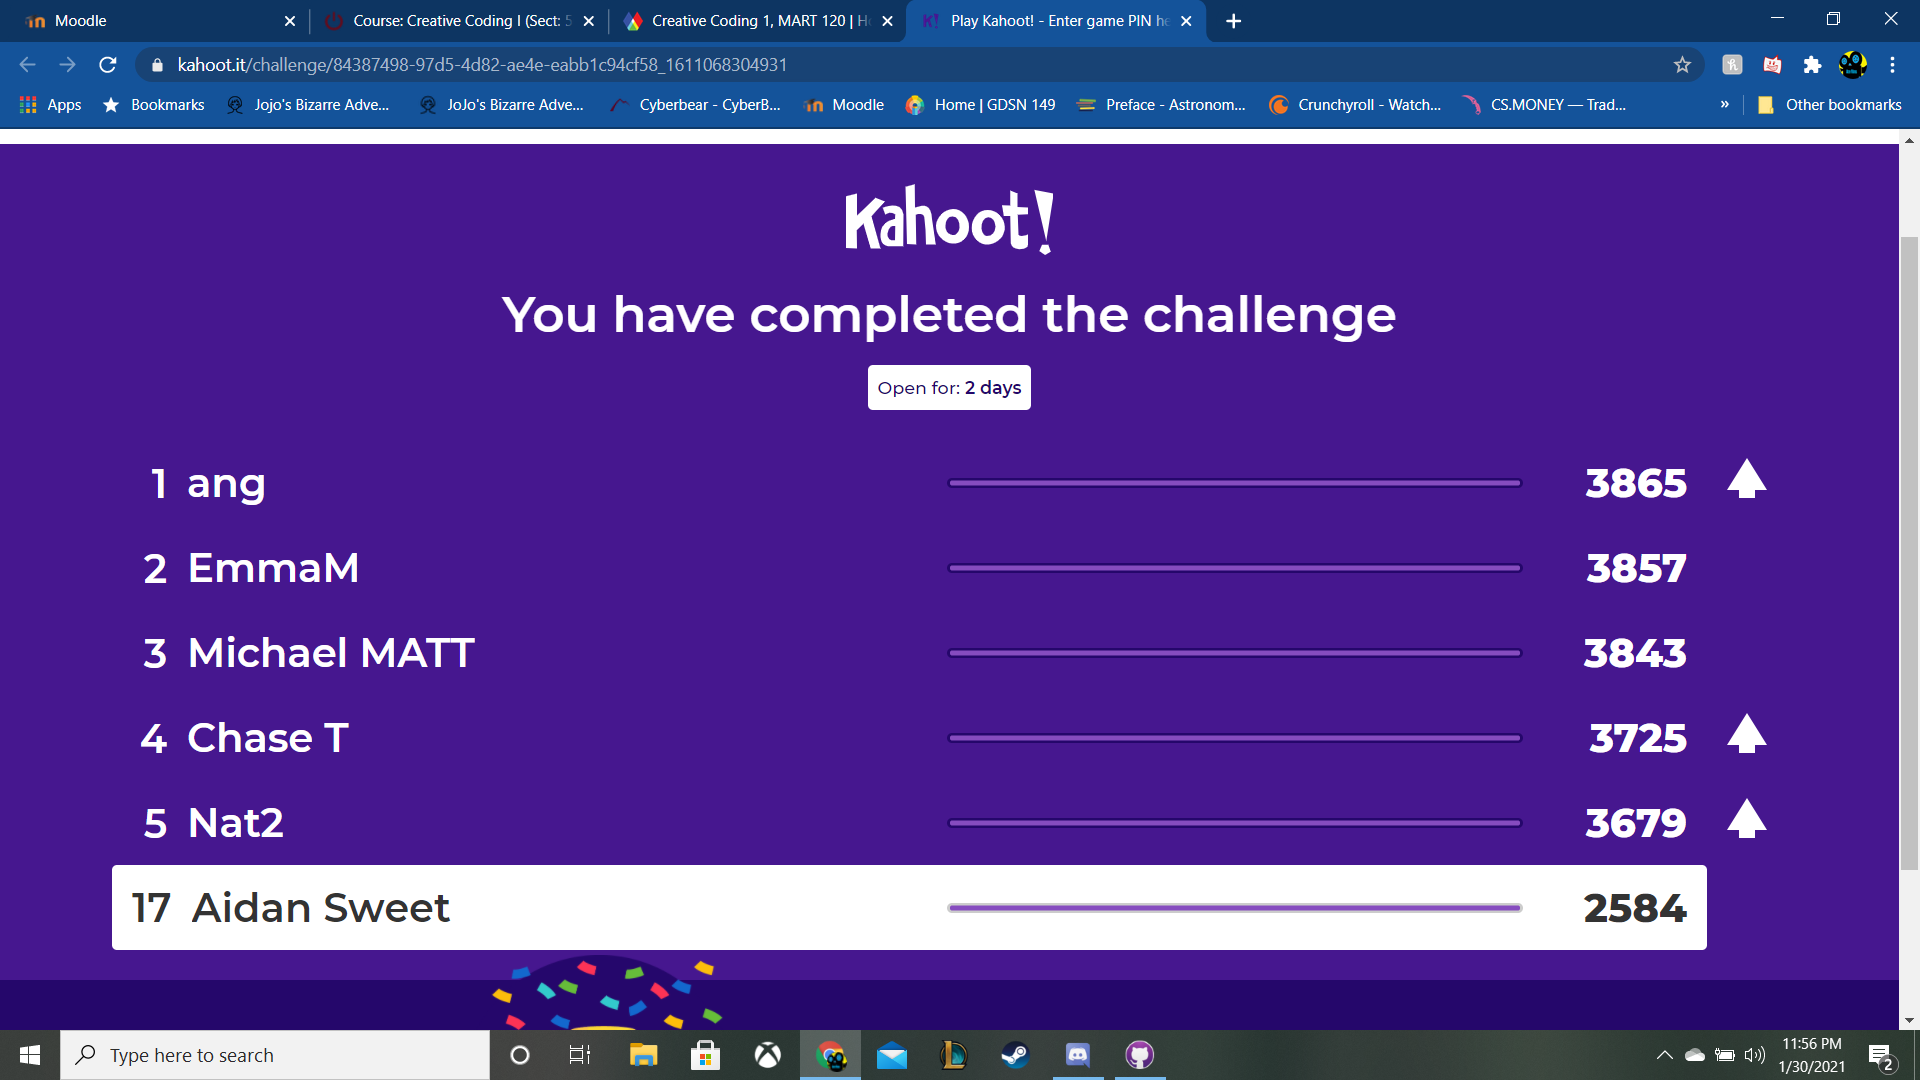 Moodle
Course: Creative Coding I (Sect: 5
Creative Coding 1, MART 120 | Ho
Play Kahoot! - Enter game PIN he
kahoot.it/challenge/84387498-97d5-4d82-ae4e-eabb1c94cf58_1611068304931
Apps
Bookmarks
Jojo's Bizarre Adve...
JoJo's Bizarre Adve...
Cyberbear - CyberB...
Moodle
Home | GDSN 149
Preface - Astronom...
Crunchyroll - Watch...
CS.MONEY — Trad...
»
Other bookmarks
Kahoot!
You have completed the challenge
Open for: 2 days
1 ang 3865
2 EmmaM 3857
3 Michael MATT 3843
4 Chase T 3725
5 Nat2 3679
17 Aidan Sweet 2584
Type here to search
11:56 PM
1/30/2021
2